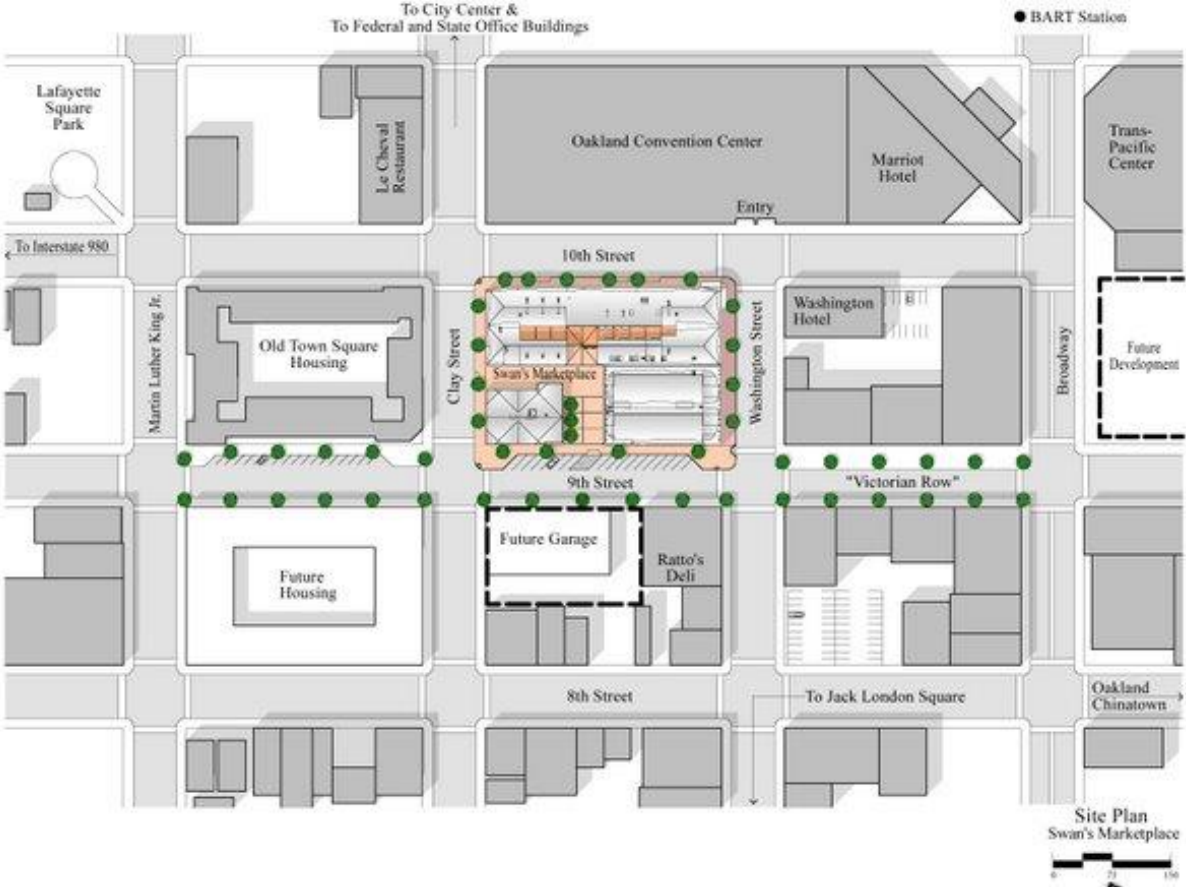 To City Center &
To Federal and State Office Buildings
BART Station
Lafayette
Square
Park
Le Cheval
Restaurant
Oakland Convention Center
Marriot
Hotel
Trans-
Pacific
Center
Entry
To Interstate 980
10th Street
Martin Luther King Jr.
Old Town Square
Housing
Clay Street
Swan's Marketplace
Washington Street
Washington
Hotel
Broadway
Future
Development
9th Street
"Victorian Row"
Future
Housing
Future Garage
Ratto's
Deli
8th Street
To Jack London Square
Oakland
Chinatown
Site Plan
Swan's Marketplace
0 75 150